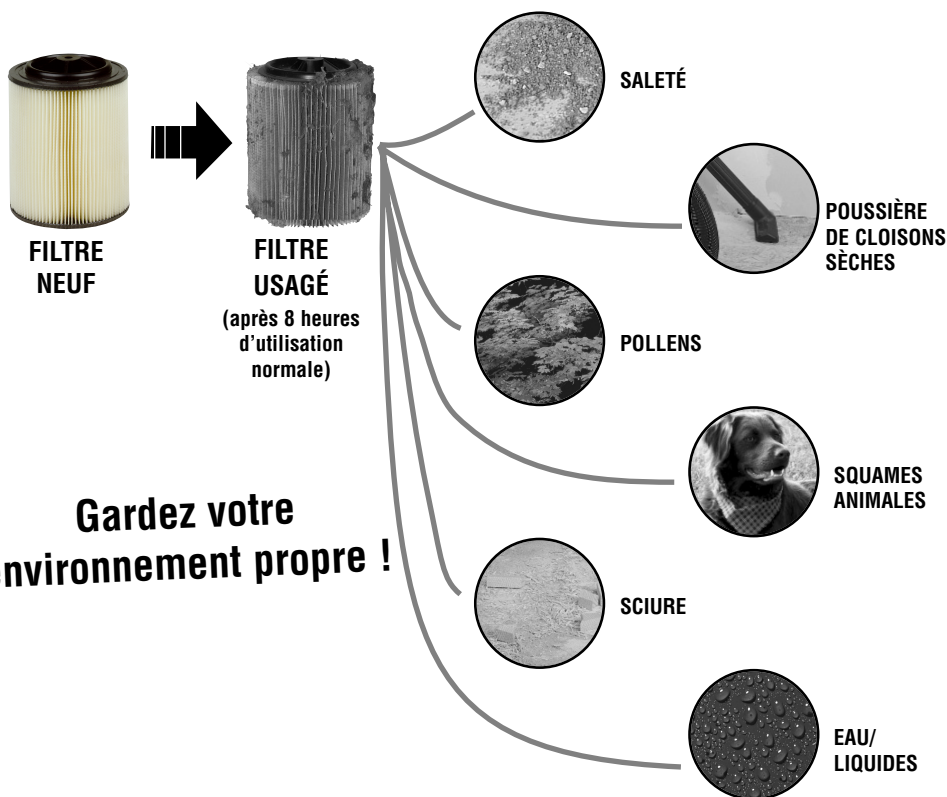 FILTRE
NEUF
FILTRE
USAGÉ
(après 8 heures
d'utilisation
normale)
SALETÉ
POUSSIÈRE
DE CLOISONS
SÈCHES
POLLENS
SQUAMES
ANIMALES
SCIURE
EAU/
LIQUIDES
Gardez votre
nvironnement propre !